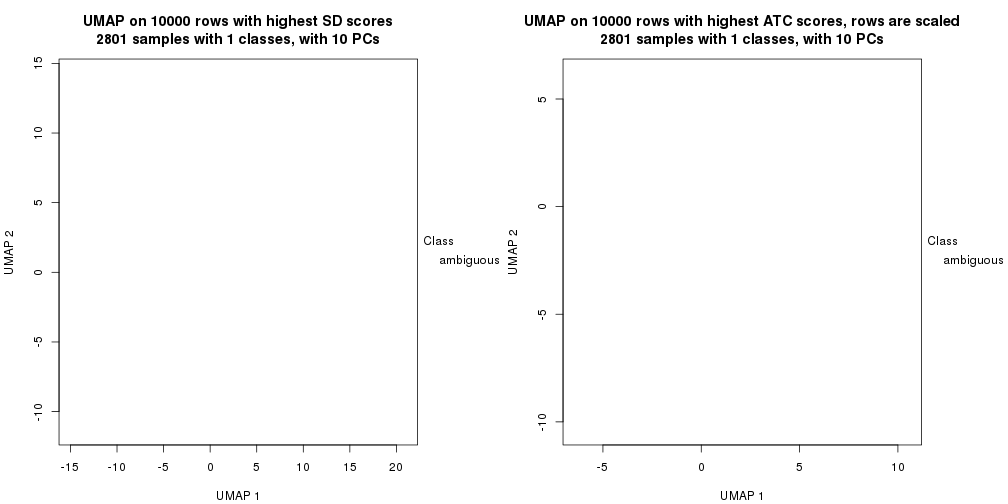 UMAP on 10000 rows with highest SD scores
2801 samples with 1 classes, with 10 PCs
15
10
5
0
-5
-10
UMAP 2
-15 -10 -5 0 5 10 15 20
UMAP 1
Class
ambiguous
UMAP on 10000 rows with highest ATC scores, rows are scaled
2801 samples with 1 classes, with 10 PCs
5
0
-5
-10
UMAP 2
-5 0 5 10
UMAP 1
Class
ambiguous